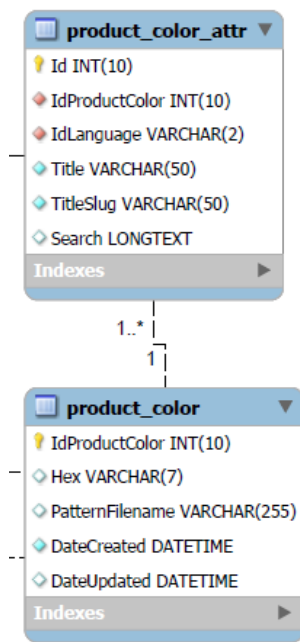 product_color_attr
Id INT(10)
IdProductColor INT(10)
IdLanguage VARCHAR(2)
Title VARCHAR(50)
TitleSlug VARCHAR(50)
Search LONGTEXT
Indexes
1..*
1
product_color
IdProductColor INT(10)
Hex VARCHAR(7)
PatternFilename VARCHAR(255)
DateCreated DATETIME
DateUpdated DATETIME
Indexes